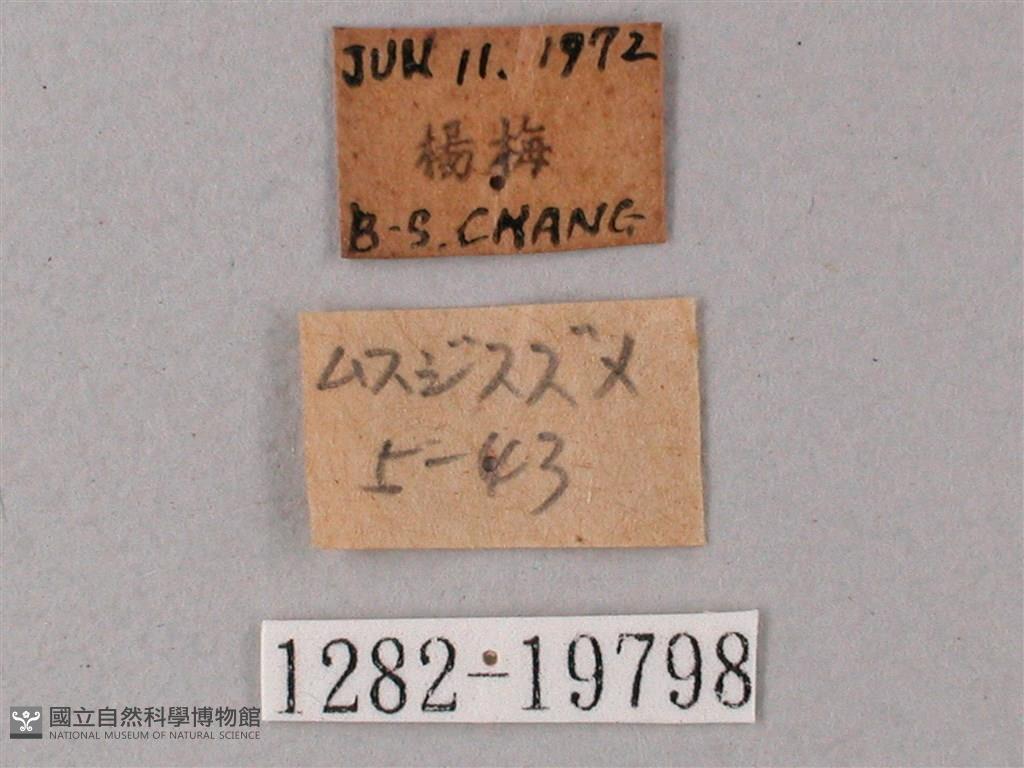 JUN 11. 1972
楊梅
B-S. CHANG
ムスジスズメ
5-43
1282-19798
國立自然科學博物館
NATIONAL MUSEUM OF NATURAL SCIENCE